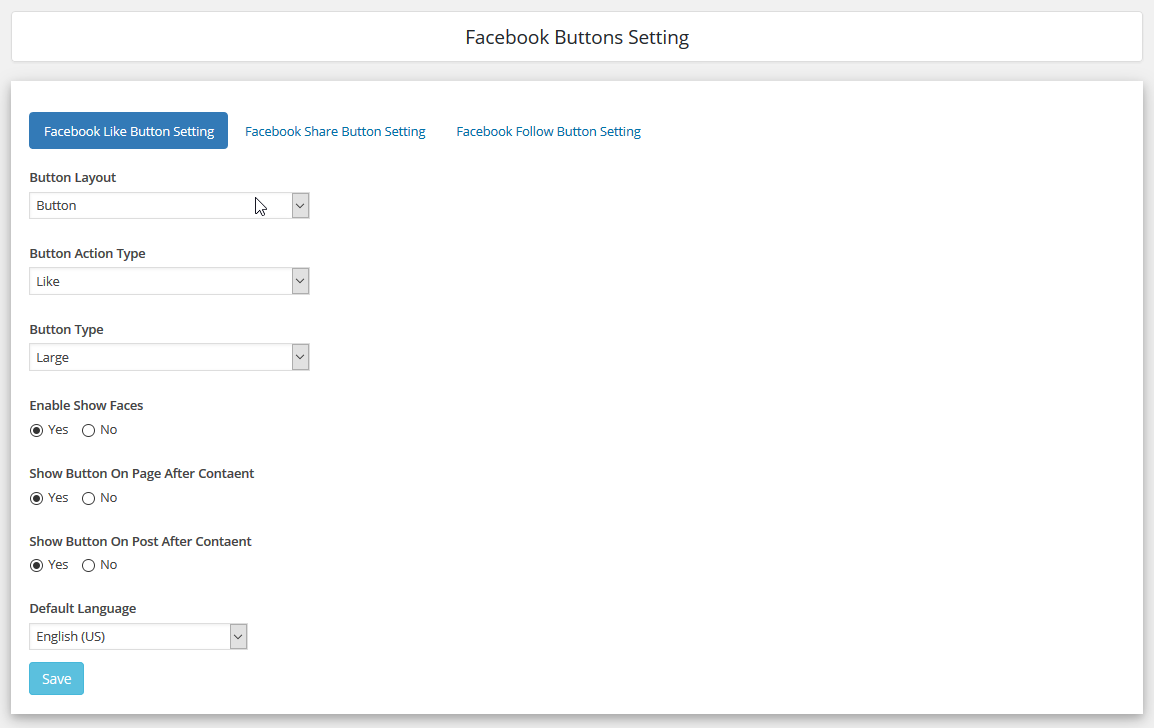 Facebook Buttons Setting
Facebook Like Button Setting Facebook Share Button Setting Facebook Follow Button Setting
Button Layout
Button
Button Action Type
Like
Button Type
Large
Enable Show Faces
Yes No
Show Button On Page After Contaent
Yes No
Show Button On Post After Contaent
Yes No
Default Language
English (US)
Save